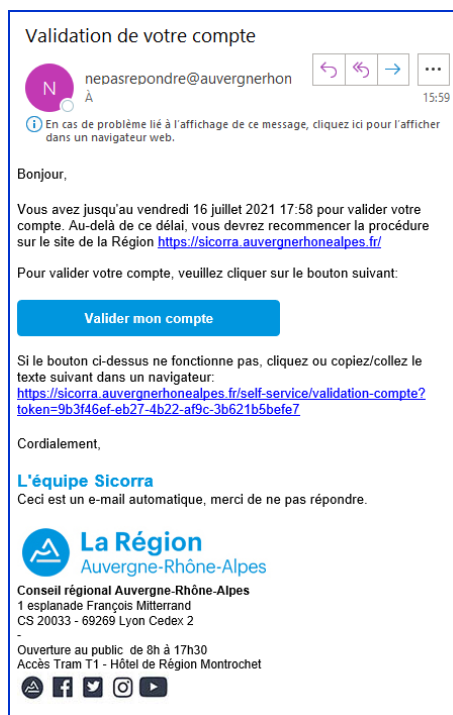 Validation de votre compte
N
nepasrepondre@auvergnerhon
À
15:59
En cas de problème lié à l'affichage de ce message, cliquez ici pour l'afficher
dans un navigateur web.
Bonjour,
Vous avez jusqu'au vendredi 16 juillet 2021 17:58 pour valider votre
compte. Au-delà de ce délai, vous devrez recommencer la procédure
sur le site de la Région https://sicorra.auvergnerhonealpes.fr/
Pour valider votre compte, veuillez cliquer sur le bouton suivant:
Valider mon compte
Si le bouton ci-dessus ne fonctionne pas, cliquez ou copiez/collez le
texte suivant dans un navigateur:
https://sicorra.auvergnerhonealpes.fr/self-service/validation-compte?
token=9b3f46ef-eb27-4b22-af9c-3b621b5befe7
Cordialement,
L'équipe Sicorra
Ceci est un e-mail automatique, merci de ne pas répondre.
La Région
Auvergne-Rhône-Alpes
Conseil régional Auvergne-Rhône-Alpes
1 esplanade François Mitterrand
CS 20033 - 69269 Lyon Cedex 2
-
Ouverture au public de 8h à 17h30
Accès Tram T1 - Hôtel de Région Montrochet